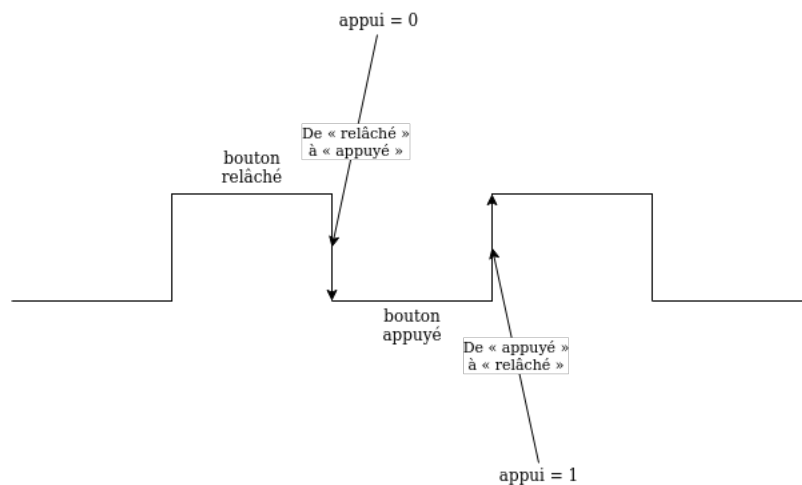 appui = 0
De « relâché »
à « appuyé »
bouton
relâché
bouton
appuyé
De « appuyé »
à « relâché »
appui = 1